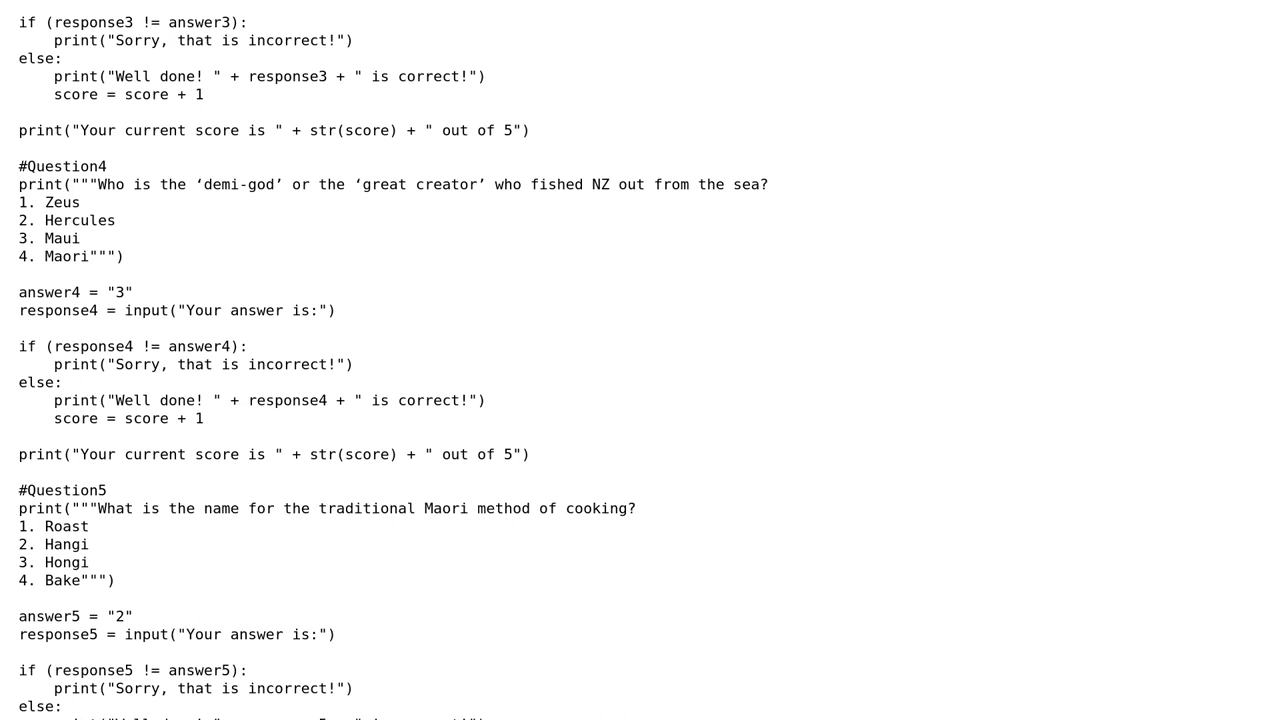 if (response3 != answer3):
    print("Sorry, that is incorrect!")
else:
    print("Well done! " + response3 + " is correct!")
    score = score + 1

print("Your current score is " + str(score) + " out of 5")

#Question4
print("""Who is the ‘demi-god’ or the ‘great creator’ who fished NZ out from the sea?
1. Zeus
2. Hercules
3. Maui
4. Maori""")

answer4 = "3"
response4 = input("Your answer is:")

if (response4 != answer4):
    print("Sorry, that is incorrect!")
else:
    print("Well done! " + response4 + " is correct!")
    score = score + 1

print("Your current score is " + str(score) + " out of 5")

#Question5
print("""What is the name for the traditional Maori method of cooking?
1. Roast
2. Hangi
3. Hongi
4. Bake""")

answer5 = "2"
response5 = input("Your answer is:")

if (response5 != answer5):
    print("Sorry, that is incorrect!")
else: